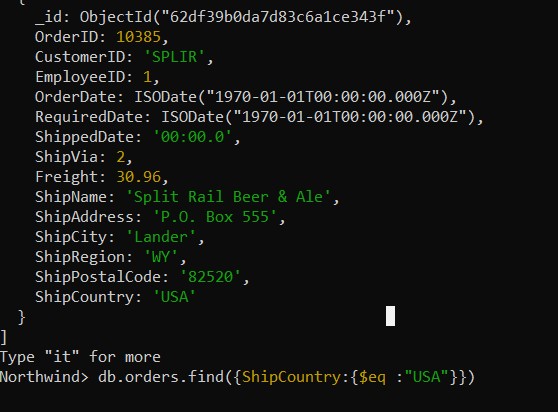 {
_id: ObjectId("62df39b0da7d83c6a1ce343f"),
OrderID: 10385,
CustomerID: 'SPLIR',
EmployeeID: 1,
OrderDate: ISODate("1970-01-01T00:00:00.000Z"),
RequiredDate: ISODate("1970-01-01T00:00:00.000Z"),
ShippedDate: '00:00.0',
ShipVia: 2,
Freight: 30.96,
ShipName: 'Split Rail Beer & Ale',
ShipAddress: 'P.O. Box 555',
ShipCity: 'Lander',
ShipRegion: 'WY',
ShipPostalCode: '82520',
ShipCountry: 'USA'
}
]
Type "it" for more
Northwind> db.orders.find({ShipCountry:{$eq :"USA"}})